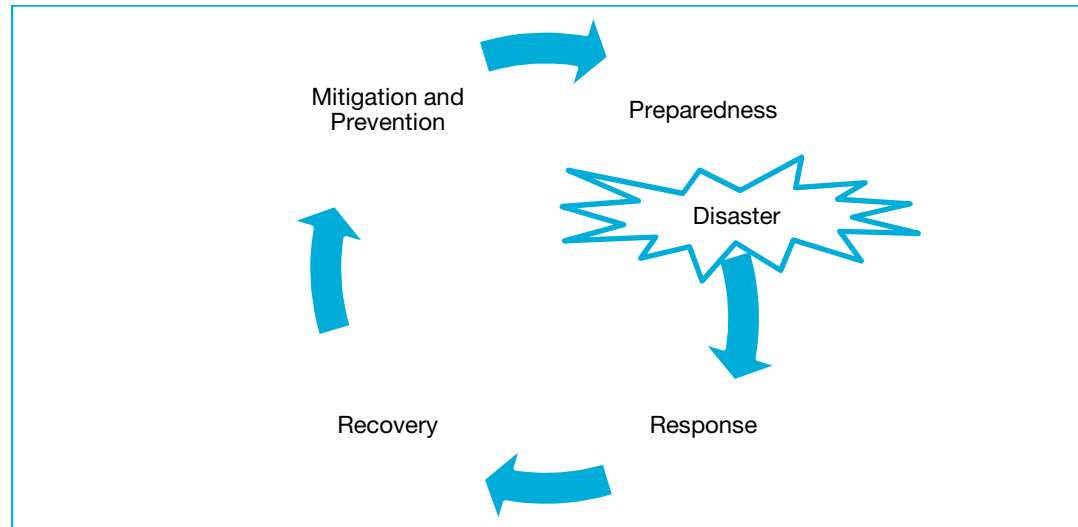 Mitigation and
Prevention
Preparedness
Disaster
Response
Recovery